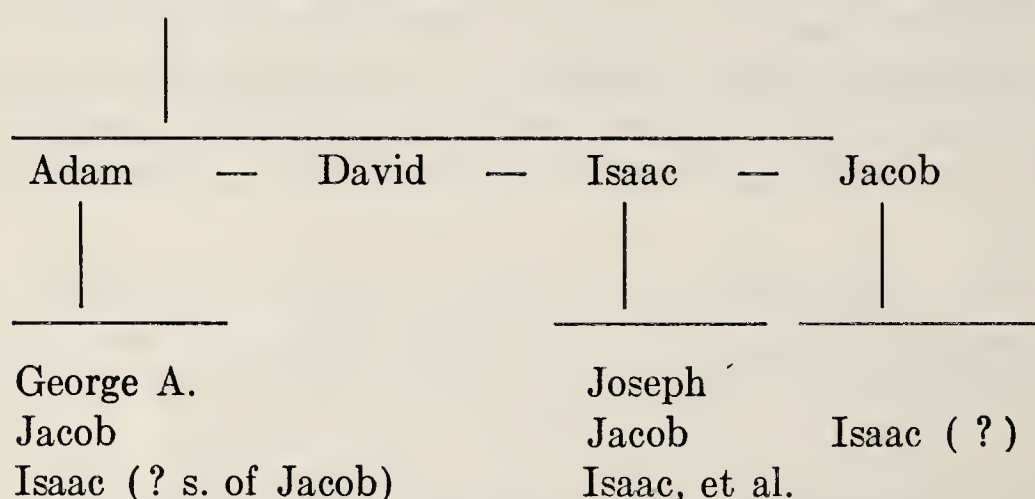 Adam — David — Isaac — Jacob
George A. Joseph
Jacob Jacob Isaac ( ? )
Isaac (? s. of Jacob) Isaac, et al.